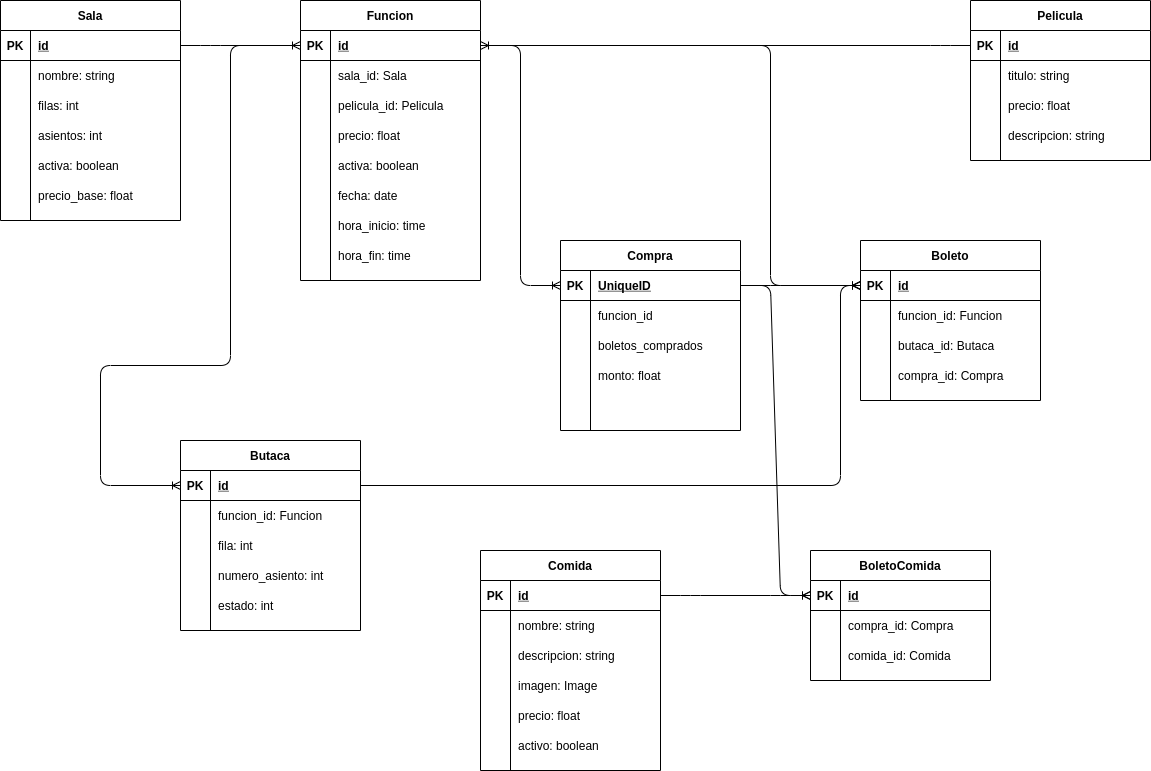 Sala
PK id
nombre: string
filas: int
asientos: int
activa: boolean
precio_base: float
Funcion
PK id
sala_id: Sala
pelicula_id: Pelicula
precio: float
activa: boolean
fecha: date
hora_inicio: time
hora_fin: time
Pelicula
PK id
titulo: string
precio: float
descripcion: string
Compra
PK UniqueID
funcion_id
boletos_comprados
monto: float
Boleto
PK id
funcion_id: Funcion
butaca_id: Butaca
compra_id: Compra
Butaca
PK id
funcion_id: Funcion
fila: int
numero_asiento: int
estado: int
Comida
PK id
nombre: string
descripcion: string
imagen: Image
precio: float
activo: boolean
BoletoComida
PK id
compra_id: Compra
comida_id: Comida